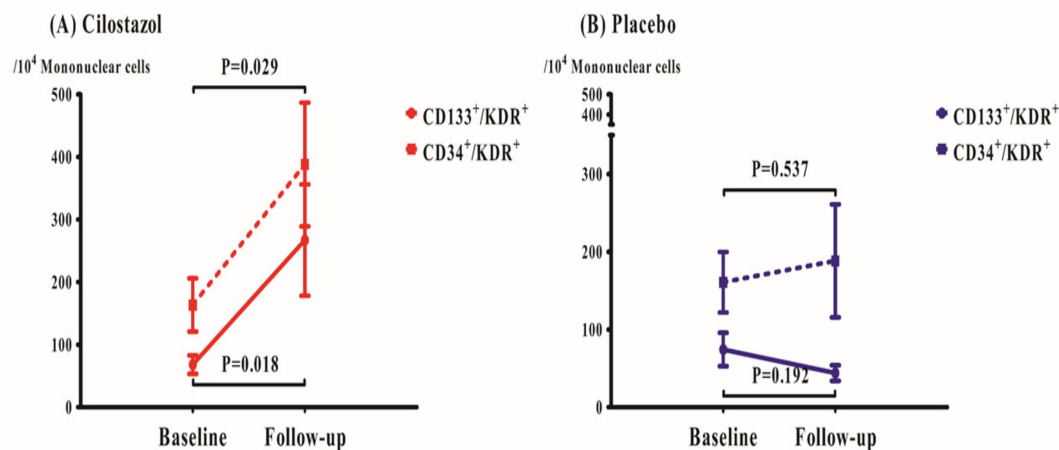 (A) Cilostazol
/10⁴ Mononuclear cells
P=0.029
500
400
300
200
100
0
CD133⁺/KDR⁺
CD34⁺/KDR⁺
P=0.018
Baseline Follow-up
(B) Placebo
/10⁴ Mononuclear cells
500
400
300
200
100
0
CD133⁺/KDR⁺
CD34⁺/KDR⁺
P=0.537
P=0.192
Baseline Follow-up